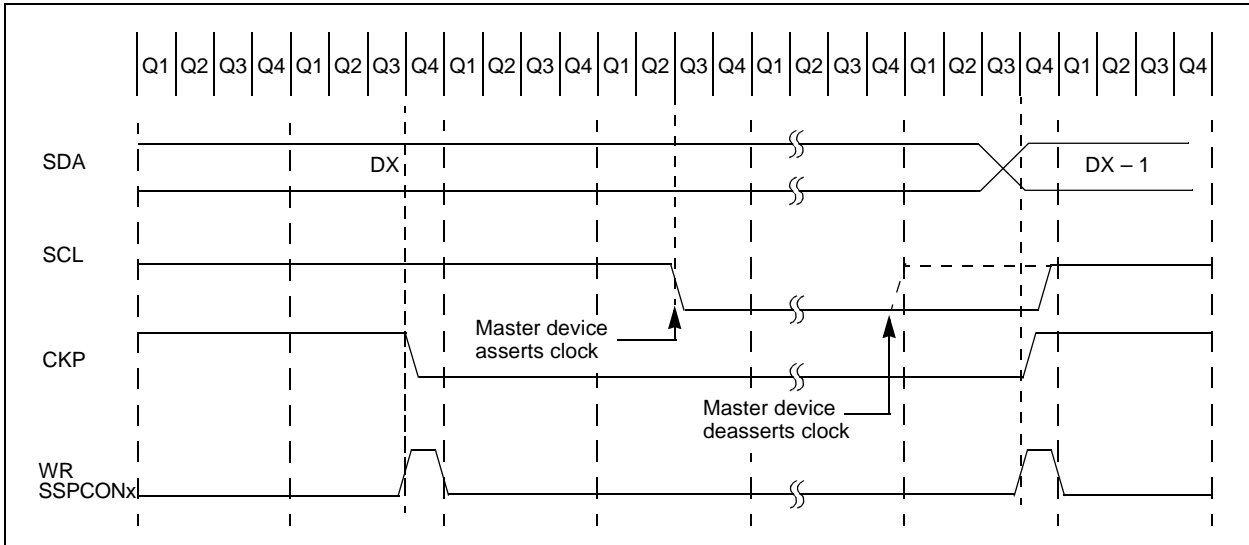 Q1 Q2 Q3 Q4 Q1 Q2 Q3 Q4 Q1 Q2 Q3 Q4 Q1 Q2 Q3 Q4 Q1 Q2 Q3 Q4 Q1 Q2 Q3 Q4 Q1 Q2 Q3 Q4
SDA
DX
DX – 1
SCL
Master device
asserts clock
CKP
Master device
deasserts clock
WR
SSPCONx